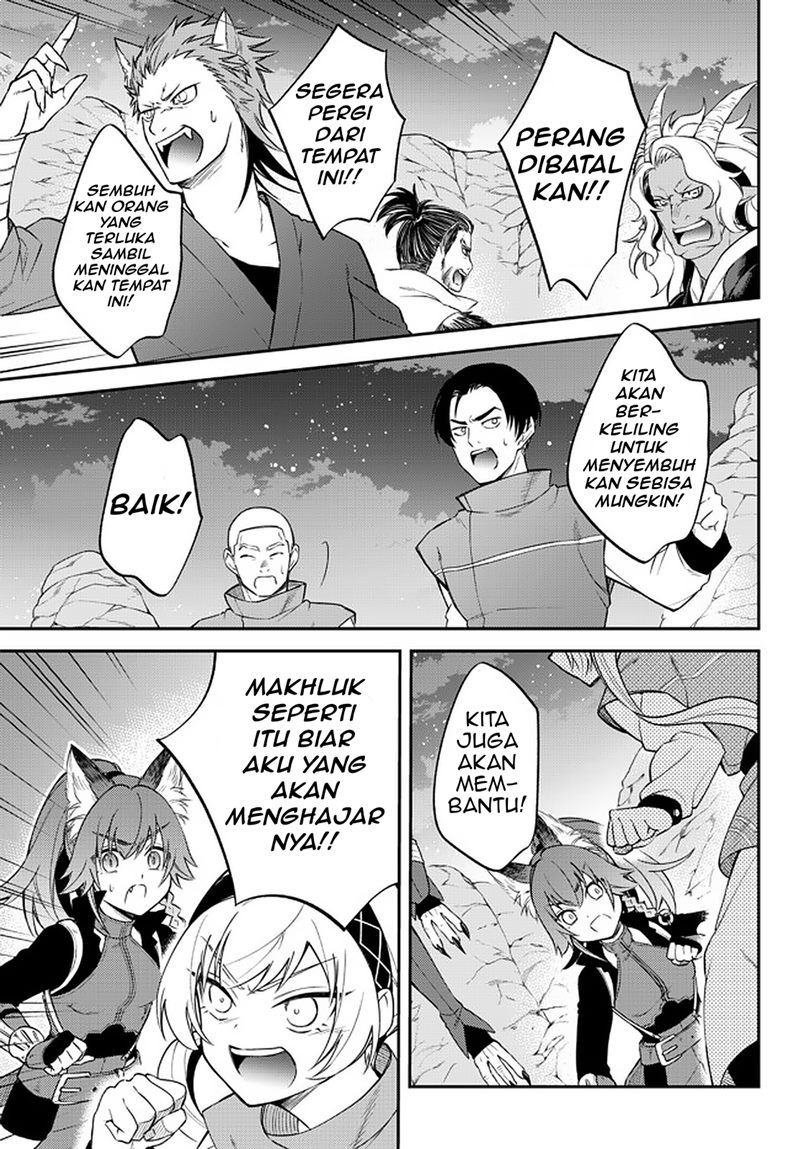 PERANG
DIBATAL
KAN!!
SEGERA
PERGI
DARI
TEMPAT
INI!!
SEMBUH
KAN ORANG
YANG
TERLUKA
SAMBIL
MENINGGAL
KAN TEMPAT
INI!
KITA
AKAN
BER-
KELILING
UNTUK
MENYEMBUH
KAN SEBISA
MUNGKIN!
BAIK!
KITA
JUGA
AKAN
MEM-
BANTU!
MAKHLUK
SEPERTI
ITU BIAR
AKU YANG
AKAN
MENGHAJAR
NYA!!